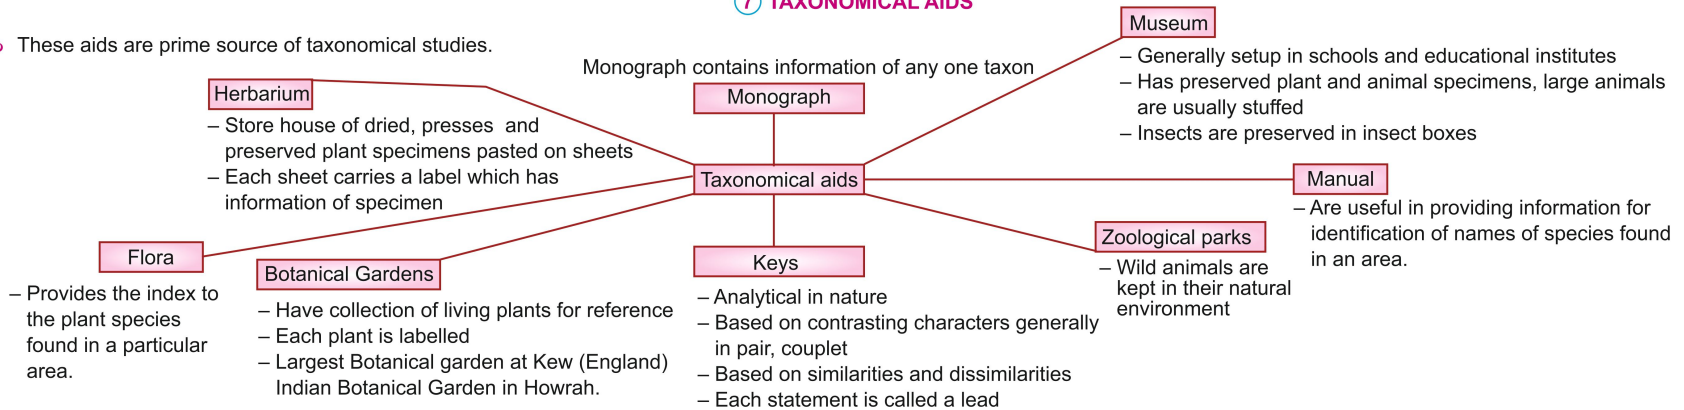 7 TAXONOMICAL AIDS
These aids are prime source of taxonomical studies.
Herbarium
– Store house of dried, presses and
preserved plant specimens pasted on sheets
– Each sheet carries a label which has
information of specimen
Monograph contains information of any one taxon
Monograph
Museum
– Generally setup in schools and educational institutes
– Has preserved plant and animal specimens, large animals
are usually stuffed
– Insects are preserved in insect boxes
Taxonomical aids
Manual
– Are useful in providing information for
identification of names of species found
in an area.
Flora
– Provides the index to
the plant species
found in a particular
area.
Botanical Gardens
– Have collection of living plants for reference
– Each plant is labelled
– Largest Botanical garden at Kew (England)
Indian Botanical Garden in Howrah.
Keys
– Analytical in nature
– Based on contrasting characters generally
in pair, couplet
– Based on similarities and dissimilarities
– Each statement is called a lead
Zoological parks
– Wild animals are
kept in their natural
environment